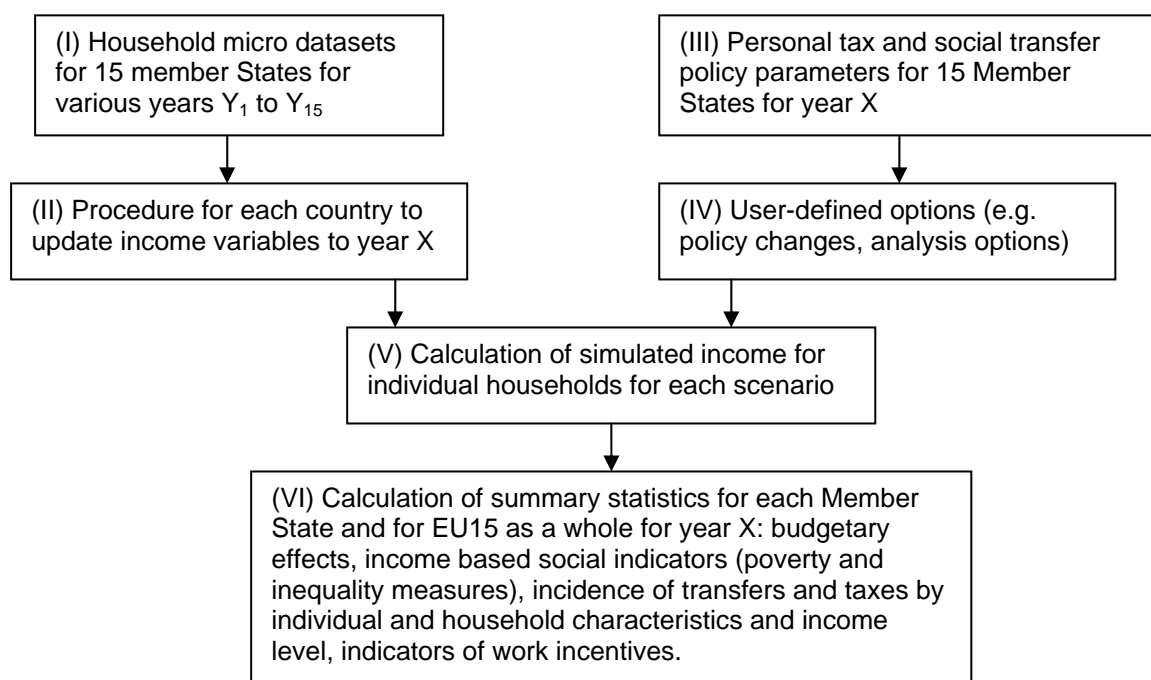 (I) Household micro datasets
for 15 member States for
various years Y₁ to Y₁₅
(III) Personal tax and social transfer
policy parameters for 15 Member
States for year X
(II) Procedure for each country to
update income variables to year X
(IV) User-defined options (e.g.
policy changes, analysis options)
(V) Calculation of simulated income for
individual households for each scenario
(VI) Calculation of summary statistics for each Member
State and for EU15 as a whole for year X: budgetary
effects, income based social indicators (poverty and
inequality measures), incidence of transfers and taxes by
individual and household characteristics and income
level, indicators of work incentives.